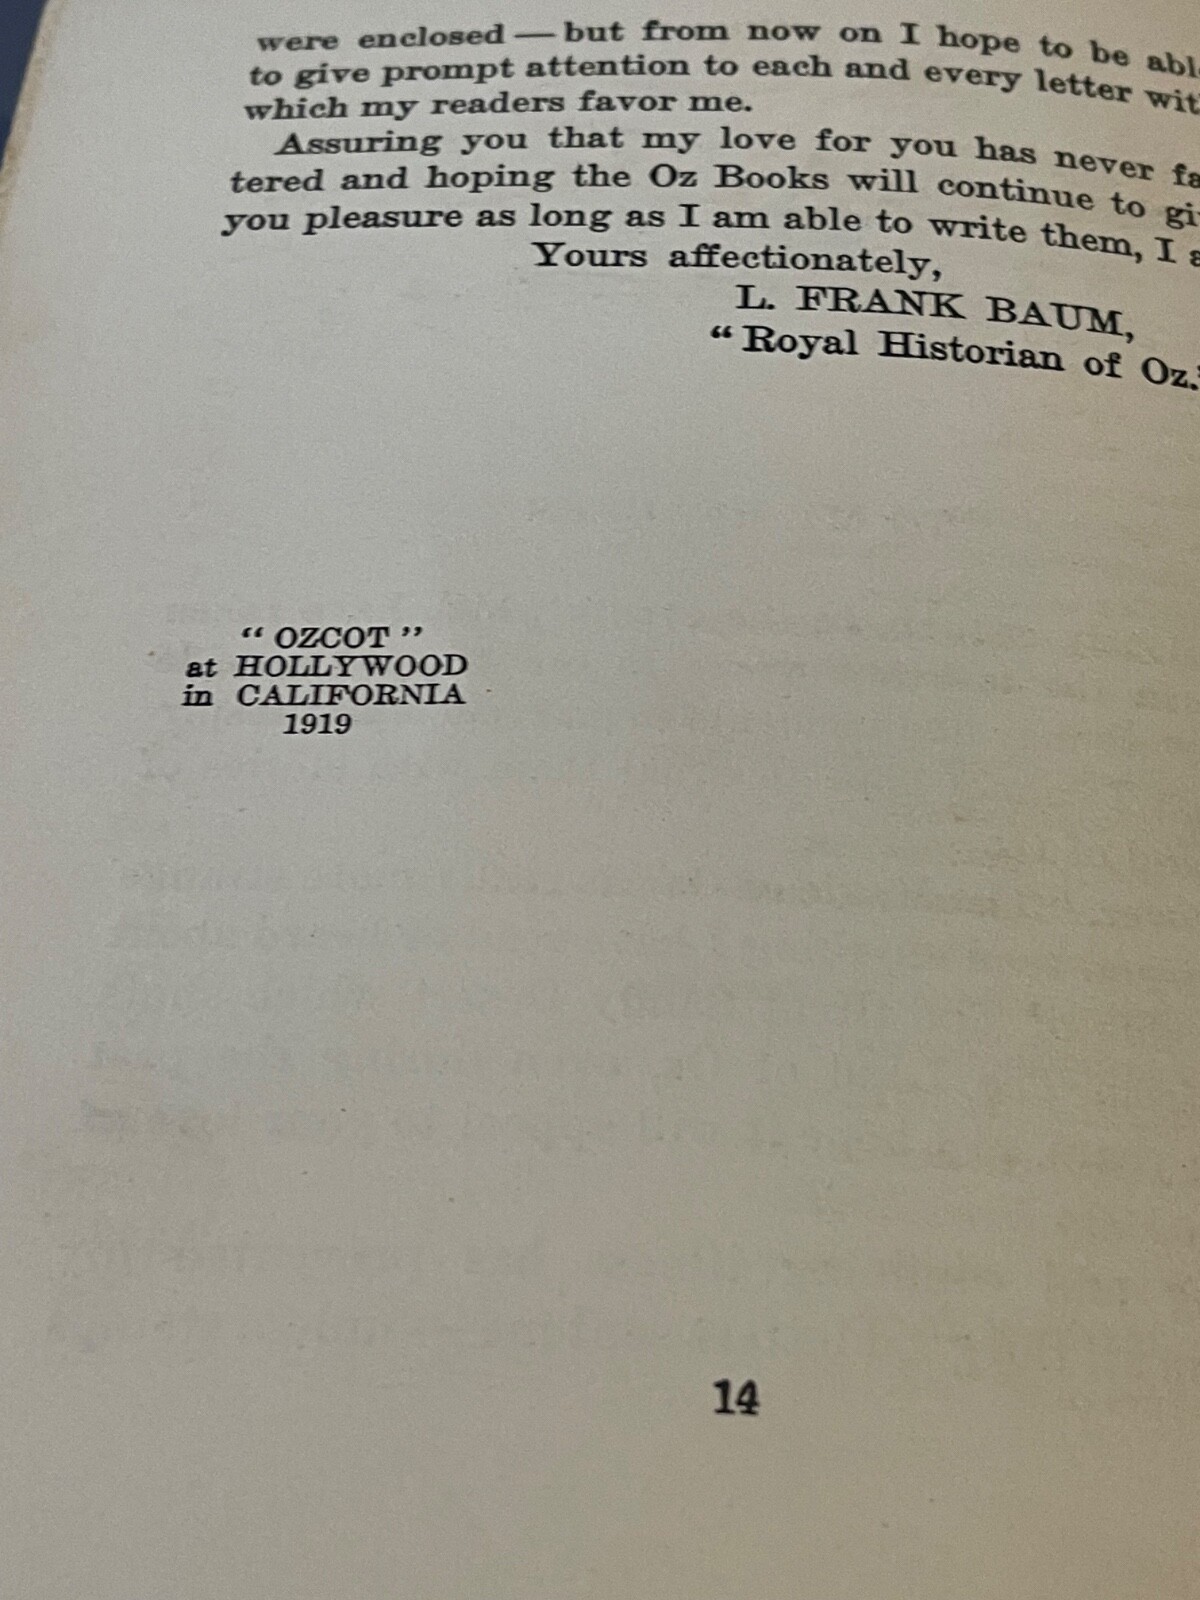 were enclosed — but from now on I hope to be able
to give prompt attention to each and every letter wit
which my readers favor me.
Assuring you that my love for you has never fa
tered and hoping the Oz Books will continue to gi
you pleasure as long as I am able to write them, I a
Yours affectionately,
L. FRANK BAUM,
“ Royal Historian of Oz.”
“ OZCOT ”
at HOLLYWOOD
in CALIFORNIA
1919
14